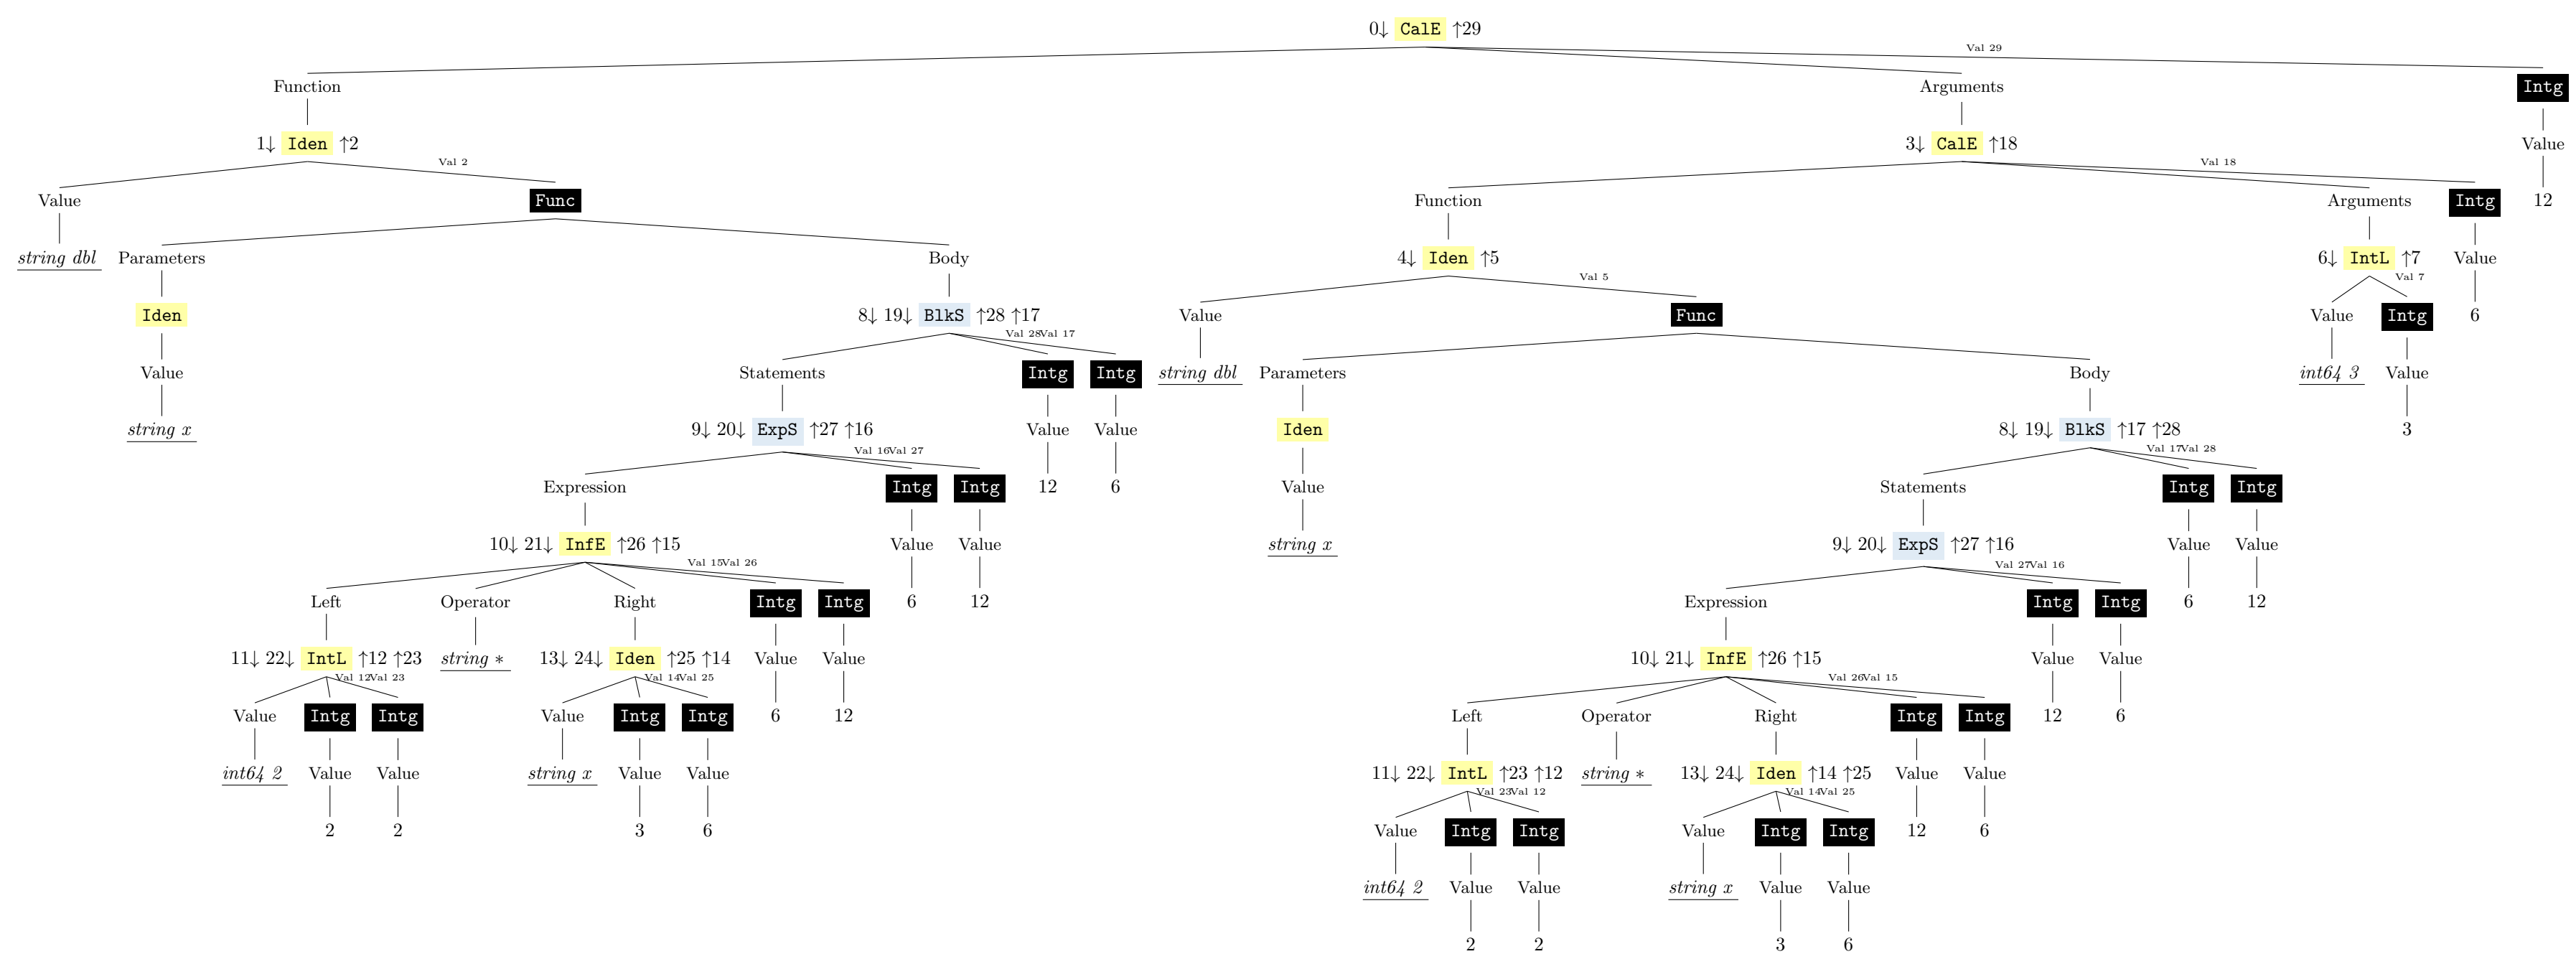 0↓ CalE ↑29
Val 29
Function Arguments Intg
1↓ Iden ↑2 3↓ CalE ↑18 Value
Val 2 Val 18
Value Func Function Arguments Intg 12
string dbl Parameters Body 4↓ Iden ↑5 6↓ IntL ↑7 Value
Val 5 Val 7
Iden 8↓ 19↓ BlkS ↑28 ↑17 Value Func Value Intg 6
Val 28 Val 17
Value Statements Intg Intg string dbl Parameters Body int64 3 Value
string x 9↓ 20↓ ExpS ↑27 ↑16 Value Value Iden 8↓ 19↓ BlkS ↑17 ↑28 3
Val 16 Val 27 Val 17 Val 28
Expression Intg Intg 12 6 Value Statements Intg Intg
10↓ 21↓ InfE ↑26 ↑15 Value Value string x 9↓ 20↓ ExpS ↑27 ↑16 Value Value
Val 15 Val 26 Val 27 Val 16
Left Operator Right Intg Intg 6 12 Expression Intg Intg 6 12
11↓ 22↓ IntL ↑12 ↑23 string * 13↓ 24↓ Iden ↑25 ↑14 Value Value 10↓ 21↓ InfE ↑26 ↑15 Value Value
Val 12 Val 23 Val 14 Val 25 Val 26 Val 15
Value Intg Intg Value Intg Intg 6 12 Left Operator Right Intg Intg 12 6
int64 2 Value Value string x Value Value 11↓ 22↓ IntL ↑23 ↑12 string * 13↓ 24↓ Iden ↑14 ↑25 Value Value
Val 23 Val 12 Val 14 Val 25
2 2 3 6 Value Intg Intg Value Intg Intg 12 6
int64 2 Value Value string x Value Value
2 2 3 6